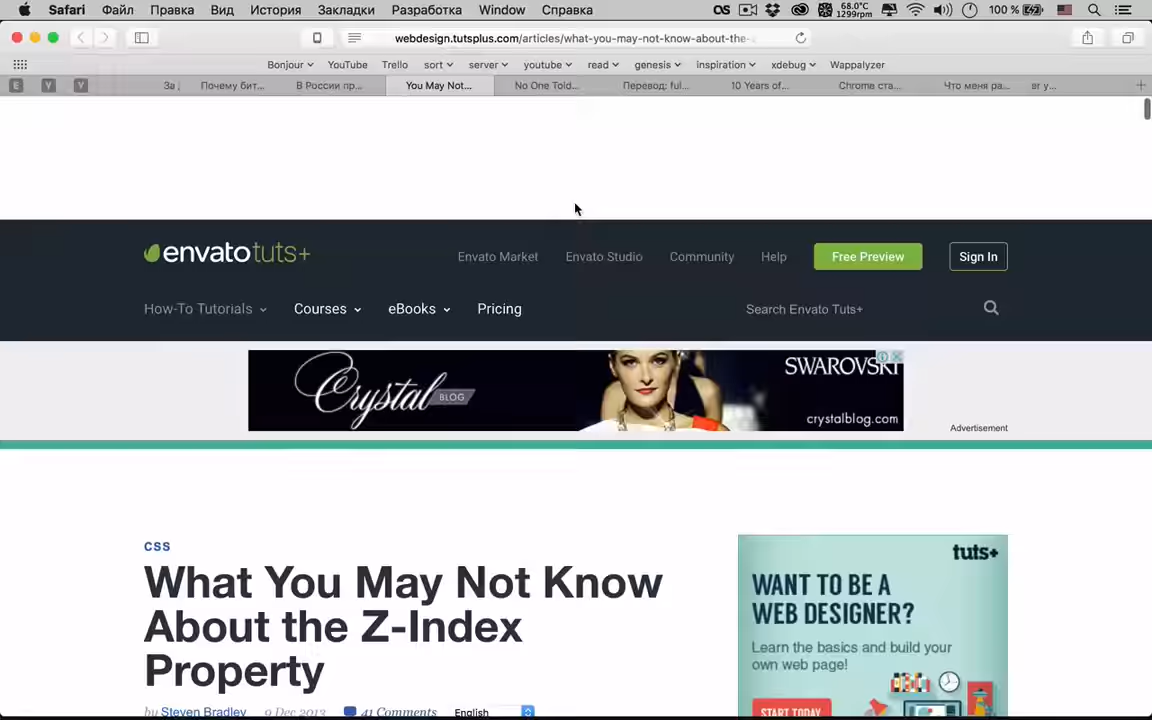 Safari Файл Правка Вид История Закладки Разработка Window Справка 68.0°C 1299rpm 100 %
webdesign.tutsplus.com/articles/what-you-may-not-know-about-the-
Bonjour YouTube Trello sort server youtube read genesis inspiration xdebug Wappalyzer
E Y Y За Почему бит... В России пр... You May Not... No One Told... Перевод: ful... 10 Years of... Chrome ста... Что меня ра...
envatotuts+ Envato Market Envato Studio Community Help Free Preview Sign In
How-To Tutorials Courses eBooks Pricing Search Envato Tuts+
Crystal BLOG SWAROVSKI
crystalblog.com
Advertisement
CSS
What You May Not Know
About the Z-Index
Property
by Steven Bradley 9 Dec 2013 41 Comments English
tuts+
WANT TO BE A
WEB DESIGNER?
Learn the basics and build your
own web page!
START TODAY